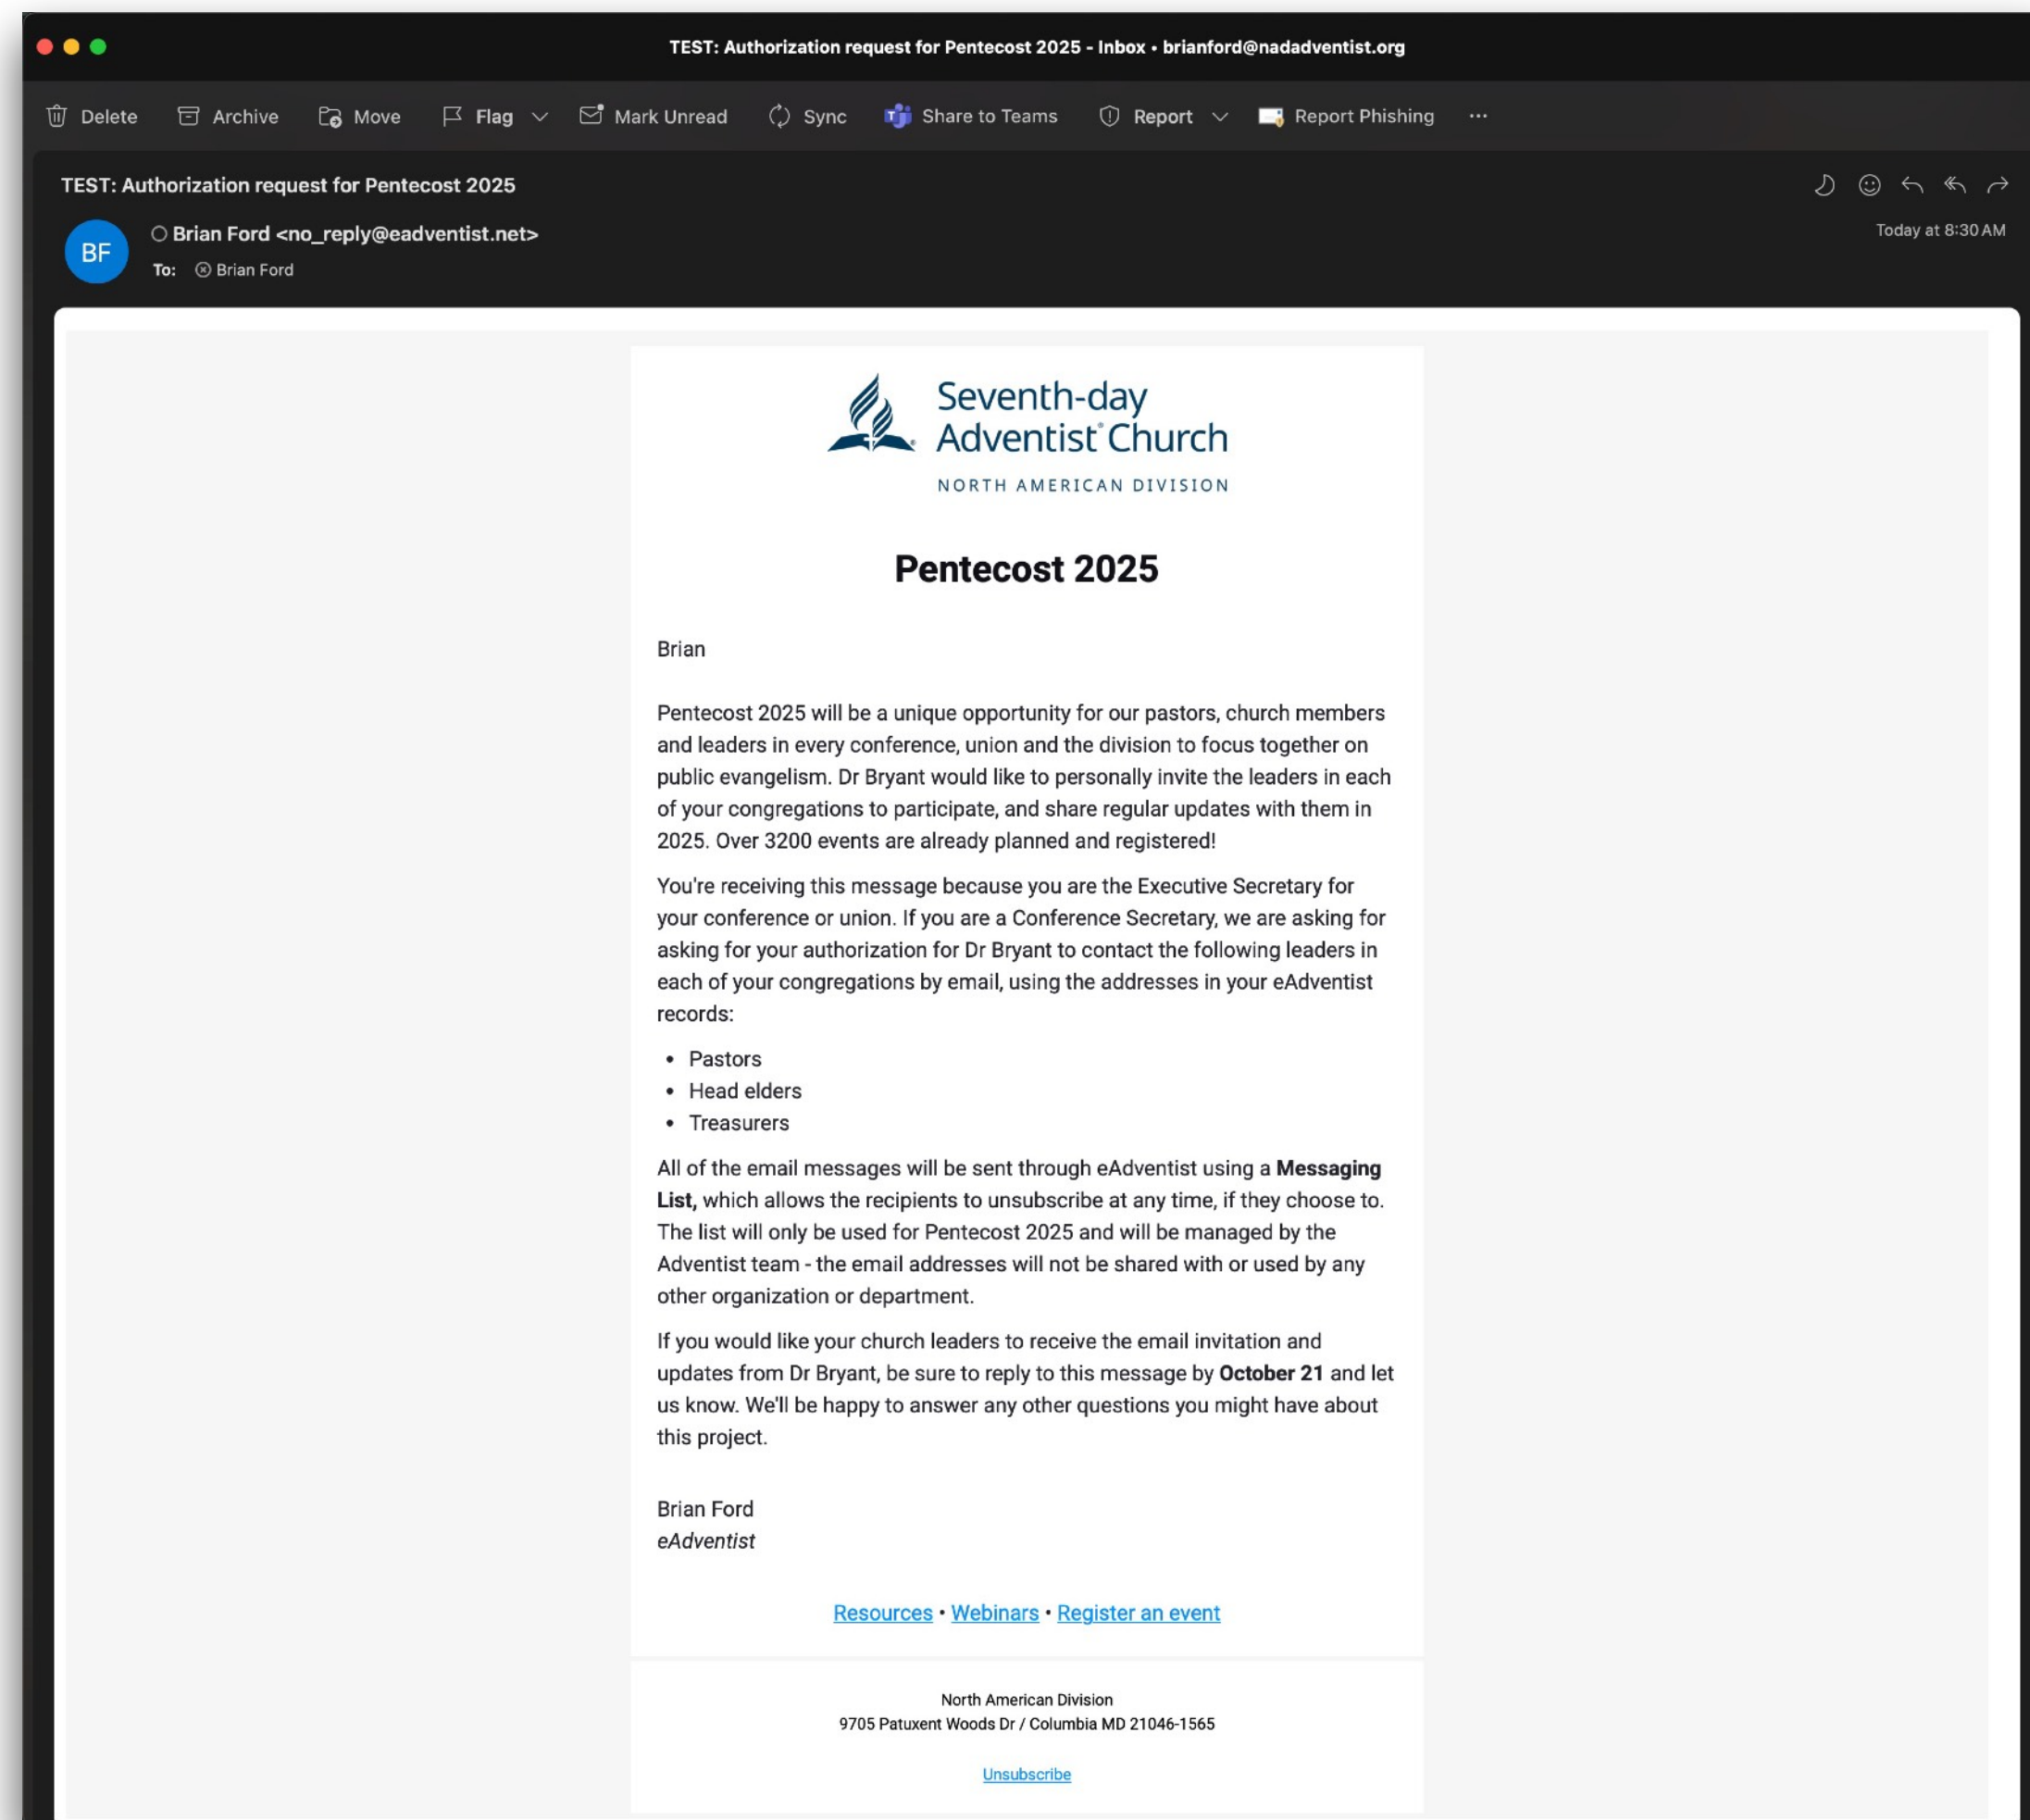 TEST: Authorization request for Pentecost 2025 - Inbox • brianford@nadadventist.org
Delete Archive Move Flag Mark Unread Sync Share to Teams Report Report Phishing ...
TEST: Authorization request for Pentecost 2025
BF
Brian Ford <no_reply@eadventist.net>
Today at 8:30 AM
To: Brian Ford
Seventh-day
Adventist® Church
NORTH AMERICAN DIVISION
Pentecost 2025
Brian
Pentecost 2025 will be a unique opportunity for our pastors, church members
and leaders in every conference, union and the division to focus together on
public evangelism. Dr Bryant would like to personally invite the leaders in each
of your congregations to participate, and share regular updates with them in
2025. Over 3200 events are already planned and registered!
You're receiving this message because you are the Executive Secretary for
your conference or union. If you are a Conference Secretary, we are asking for
asking for your authorization for Dr Bryant to contact the following leaders in
each of your congregations by email, using the addresses in your eAdventist
records:
• Pastors
• Head elders
• Treasurers
All of the email messages will be sent through eAdventist using a Messaging
List, which allows the recipients to unsubscribe at any time, if they choose to.
The list will only be used for Pentecost 2025 and will be managed by the
Adventist team - the email addresses will not be shared with or used by any
other organization or department.
If you would like your church leaders to receive the email invitation and
updates from Dr Bryant, be sure to reply to this message by October 21 and let
us know. We'll be happy to answer any other questions you might have about
this project.
Brian Ford
eAdventist
Resources • Webinars • Register an event
North American Division
9705 Patuxent Woods Dr / Columbia MD 21046-1565
Unsubscribe